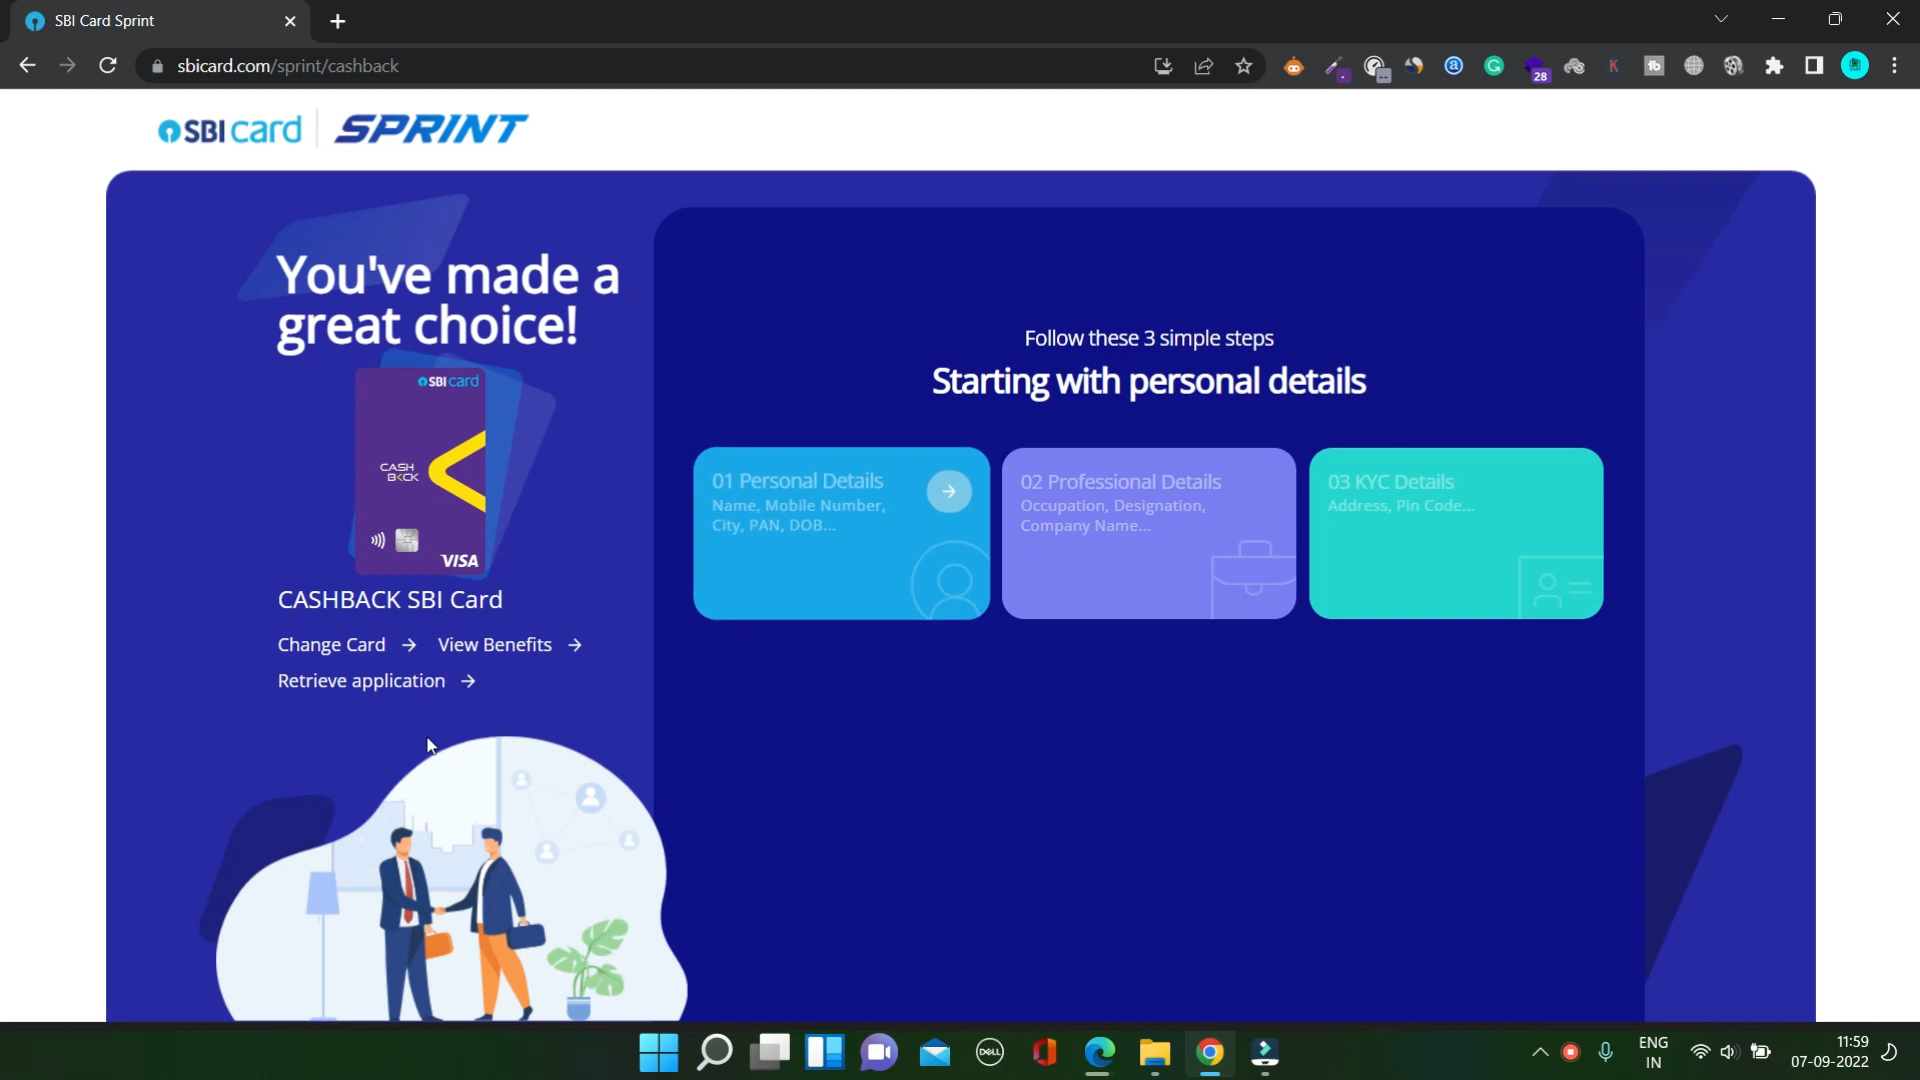 SBI Card Sprint
sbicard.com/sprint/cashback
28
SBI card SPRINT
You've made a
great choice!
SBI card
CASH
BACK
VISA
CASHBACK SBI Card
Change Card → View Benefits →
Retrieve application →
Follow these 3 simple steps
Starting with personal details
01 Personal Details
Name, Mobile Number,
City, PAN, DOB...
02 Professional Details
Occupation, Designation,
Company Name...
03 KYC Details
Address, Pin Code...
DELL
ENG
IN
11:59
07-09-2022